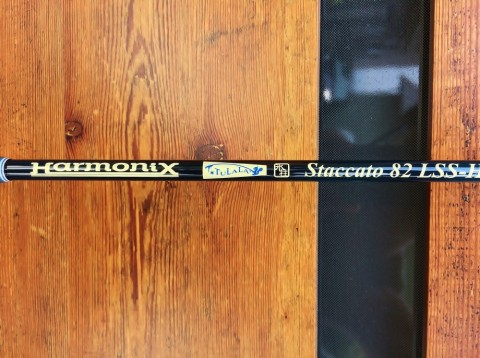 HarmoniX TULALA Staccato 82 LSS-H